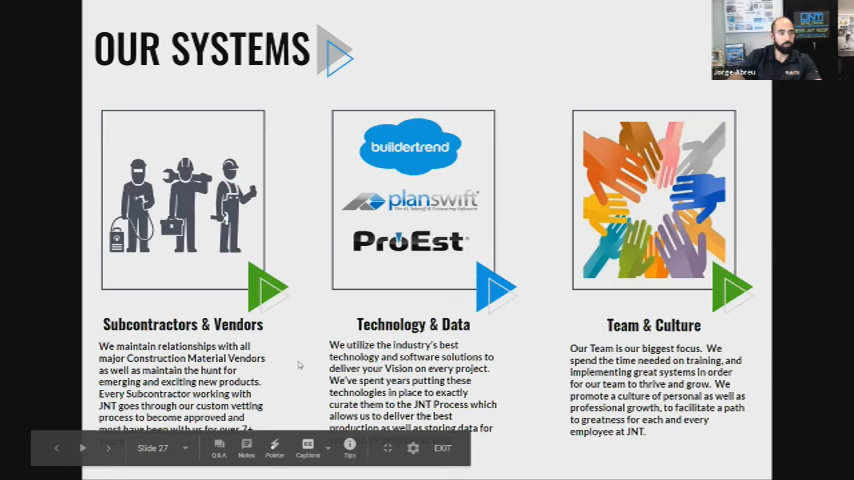 OUR SYSTEMS
Jorge Abreu
buildertrend
planswift
ProEst
Subcontractors & Vendors
We maintain relationships with all
major Construction Material Vendors
as well as maintain the hunt for
emerging and exciting new products.
Every Subcontractor working with
JNT goes through our custom vetting
process to become approved and
most have been with us for over 7+
Technology & Data
We utilize the industry's best
technology and software solutions to
deliver your Vision on every project.
We've spent years putting these
technologies in place to exactly
curate them to the JNT Process which
allows us to deliver the best
production as well as storing data for
Team & Culture
Our Team is our biggest focus. We
spend the time needed on training, and
implementing great systems in order
for our team to thrive and grow. We
promote a culture of personal as well as
professional growth, to facilitate a path
to greatness for each and every
employee at JNT.
Slide 27
Q&A
Notes
Pointer
Captions
Tips
EXIT